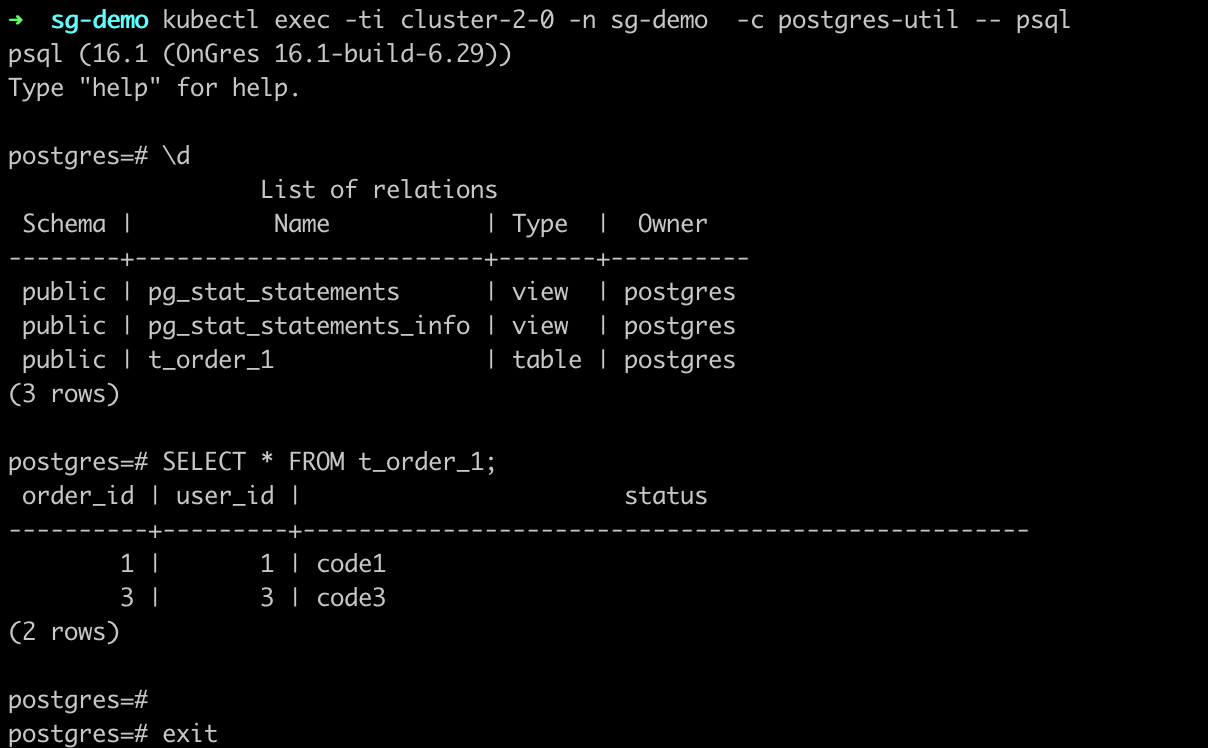 ➜  sg-demo kubectl exec -ti cluster-2-0 -n sg-demo  -c postgres-util -- psql
psql (16.1 (OnGres 16.1-build-6.29))
Type "help" for help.

postgres=# \d
                  List of relations
 Schema |          Name           | Type  |  Owner
--------+-------------------------+-------+----------
 public | pg_stat_statements      | view  | postgres
 public | pg_stat_statements_info | view  | postgres
 public | t_order_1               | table | postgres
(3 rows)

postgres=# SELECT * FROM t_order_1;
 order_id | user_id |                       status
----------+---------+----------------------------------------------------
        1 |       1 | code1
        3 |       3 | code3
(2 rows)

postgres=#
postgres=# exit